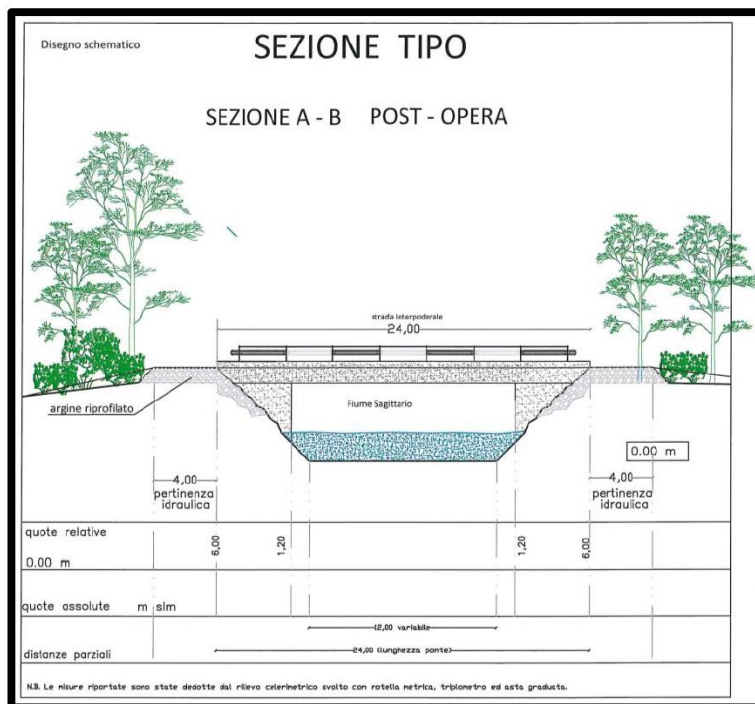 Disegno schematico
SEZIONE TIPO
SEZIONE A - B POST - OPERA
strada interpoderale
24,00
argine riprofilato
Fiume Sagittario
0.00 m
4,00
pertinenza
idraulica
4,00
pertinenza
idraulica
quote relative
6,00
1,20
1,20
6,00
0.00 m
quote assolute m slm
12,00 variabile
24,00 (lunghezza ponte)
distanze parziali
N.B. Le misure riportate sono state dedotte dal rilievo celerimetrico svolto con rotella metrica, triplometro ed asta graduata.